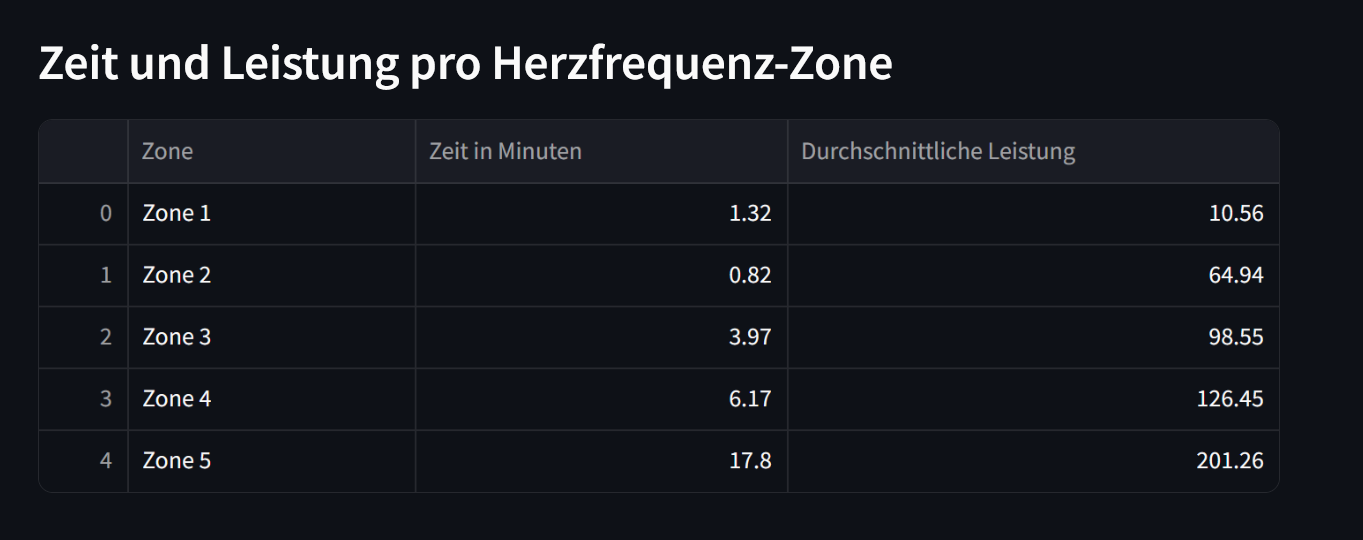 Zeit und Leistung pro Herzfrequenz-Zone
Zone Zeit in Minuten Durchschnittliche Leistung
0 Zone 1 1.32 10.56
1 Zone 2 0.82 64.94
2 Zone 3 3.97 98.55
3 Zone 4 6.17 126.45
4 Zone 5 17.8 201.26